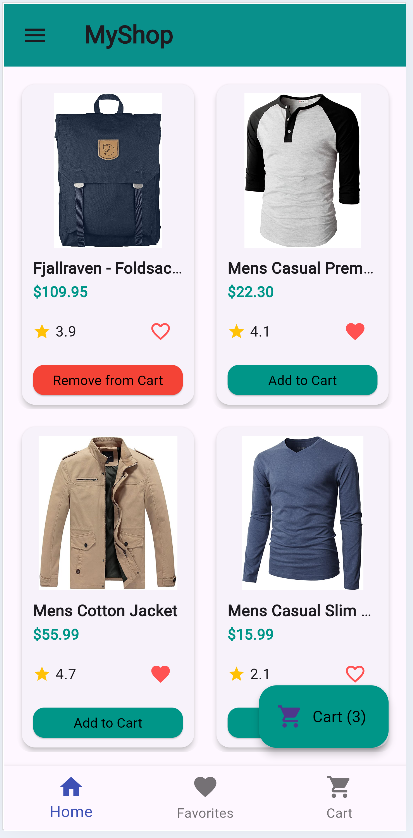 MyShop
Fjallraven - Foldsac...
$109.95
3.9
Remove from Cart
Mens Casual Prem...
$22.30
4.1
Add to Cart
Mens Cotton Jacket
$55.99
4.7
Add to Cart
Mens Casual Slim ...
$15.99
2.1
Cart (3)
Home
Favorites
Cart